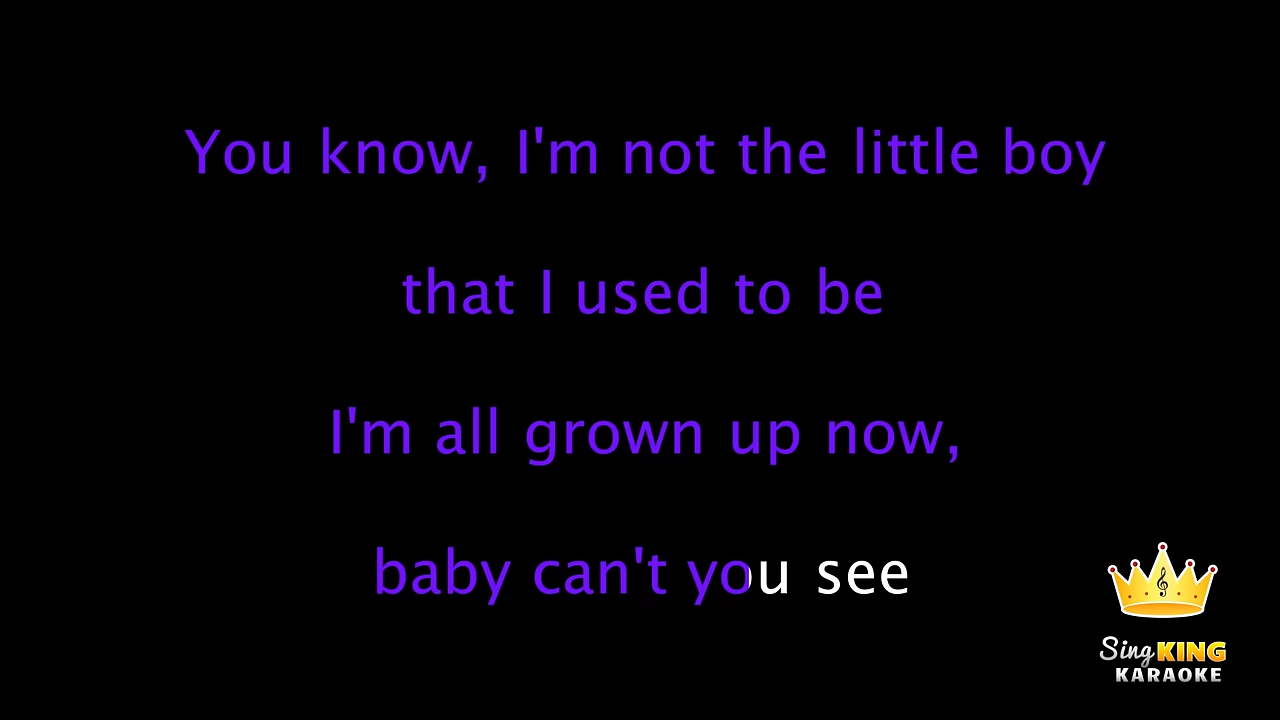 You know, I'm not the little boy
that I used to be
I'm all grown up now,
baby can't you see
Sing KING
KARAOKE